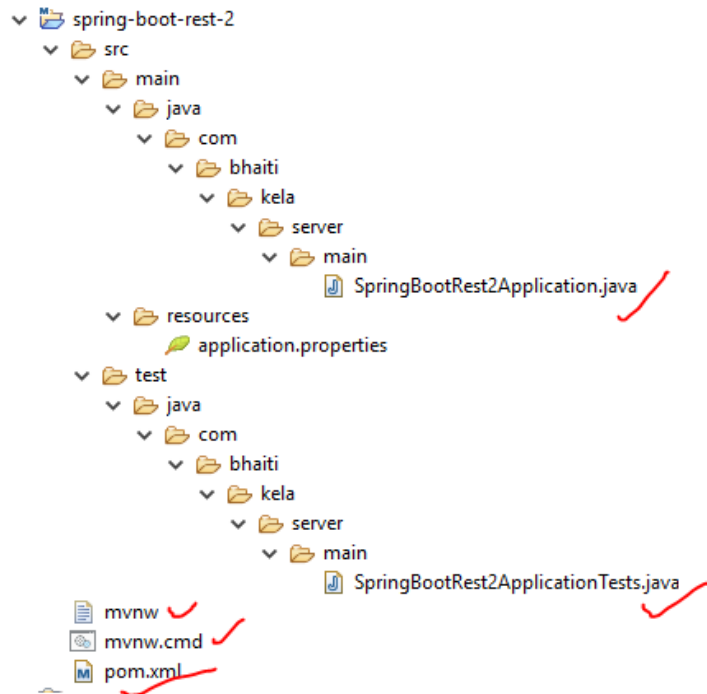 spring-boot-rest-2
src
main
java
com
bhaiti
kela
server
main
SpringBootRest2Application.java
resources
application.properties
test
java
com
bhaiti
kela
server
main
SpringBootRest2ApplicationTests.java
mvnw
mvnw.cmd
pom.xml